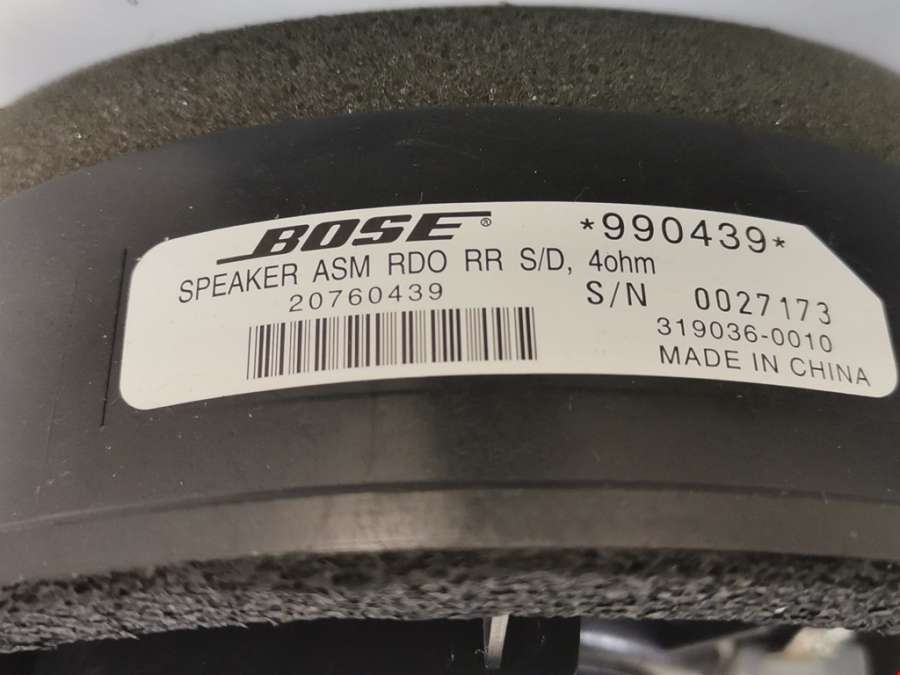 BOSE®
*990439*
SPEAKER ASM RDO RR S/D, 4ohm
20760439
S/N 0027173
319036-0010
MADE IN CHINA